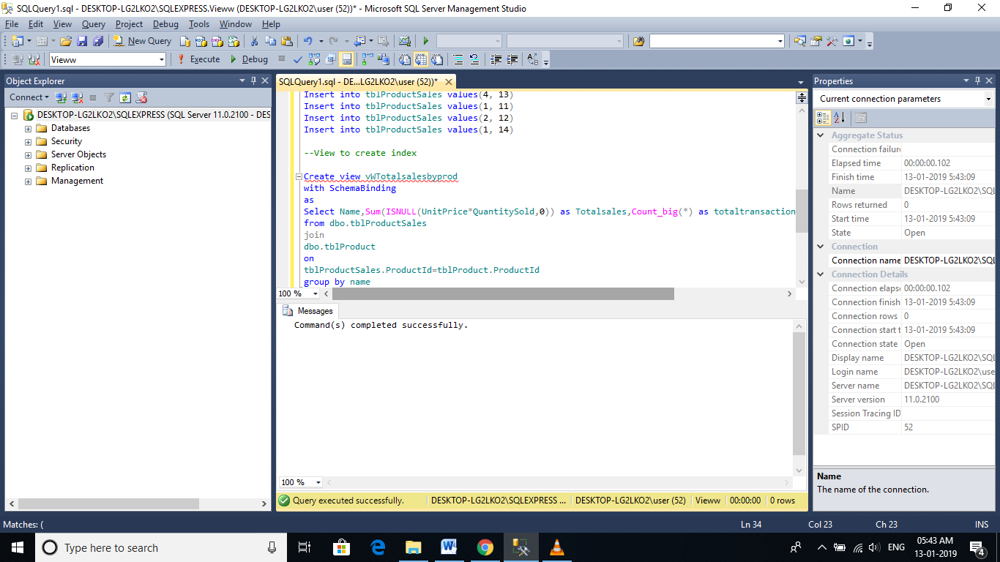 SQLQuery1.sql - DESKTOP-LG2LKO2\SQLEXPRESS.Vieww (DESKTOP-LG2LKO2\user (52))* - Microsoft SQL Server Management Studio
File Edit View Query Project Debug Tools Window Help
New Query
Vieww Execute Debug
Object Explorer
Connect
DESKTOP-LG2LKO2\SQLEXPRESS (SQL Server 11.0.2100 - DES
Databases
Security
Server Objects
Replication
Management
SQLQuery1.sql - DE...LG2LKO2\user (52))*
Insert into tblProductSales values(4, 13)
Insert into tblProductSales values(1, 11)
Insert into tblProductSales values(2, 12)
Insert into tblProductSales values(1, 14)
--View to create index
Create view vWTotalsalesbyprod
with SchemaBinding
as
Select Name,Sum(ISNULL(UnitPrice*QuantitySold,0)) as Totalsales,Count_big(*) as totaltransaction
from dbo.tblProductSales
join
dbo.tblProduct
on
tblProductSales.ProductId=tblProduct.ProductId
group by name
100 %
Messages
Command(s) completed successfully.
100 %
Query executed successfully. DESKTOP-LG2LKO2\SQLEXPRESS ... DESKTOP-LG2LKO2\user (52) Vieww 00:00:00 0 rows
Properties
Current connection parameters
Aggregate Status
Connection failure
Elapsed time 00:00:00.102
Finish time 13-01-2019 5:43:09
Name DESKTOP-LG2LKO2\SQL
Rows returned 0
Start time 13-01-2019 5:43:09
State Open
Connection
Connection name DESKTOP-LG2LKO2\SQL
Connection Details
Connection elapse 00:00:00.102
Connection finish 13-01-2019 5:43:09
Connection rows 0
Connection start t 13-01-2019 5:43:09
Connection state Open
Display name DESKTOP-LG2LKO2\SQL
Login name DESKTOP-LG2LKO2\use
Server name DESKTOP-LG2LKO2\SQL
Server version 11.0.2100
Session Tracing ID
SPID 52
Name
The name of the connection.
Matches: ( Ln 34 Col 23 Ch 23 INS
Type here to search
ENG
05:43 AM
13-01-2019
4